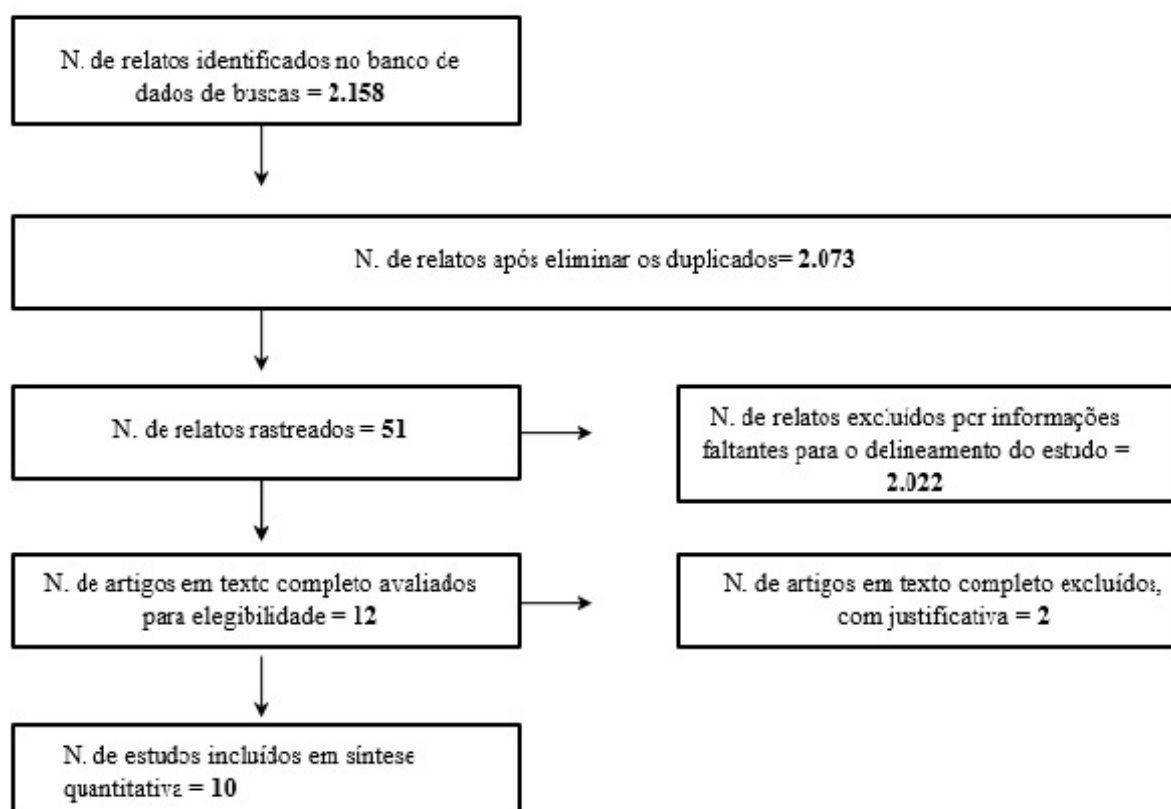 N. de relatos identificados no banco de
dados de buscas = 2.158
N. de relatos após eliminar os duplicados= 2.073
N. de relatos rastreados = 51
N. de relatos excluídos por informações
faltantes para o delineamento do estudo =
2.022
N. de artigos em texto completo avaliados
para elegibilidade = 12
N. de artigos em texto completo excluídos,
com justificativa = 2
N. de estudos incluídos em síntese
quantitativa = 10